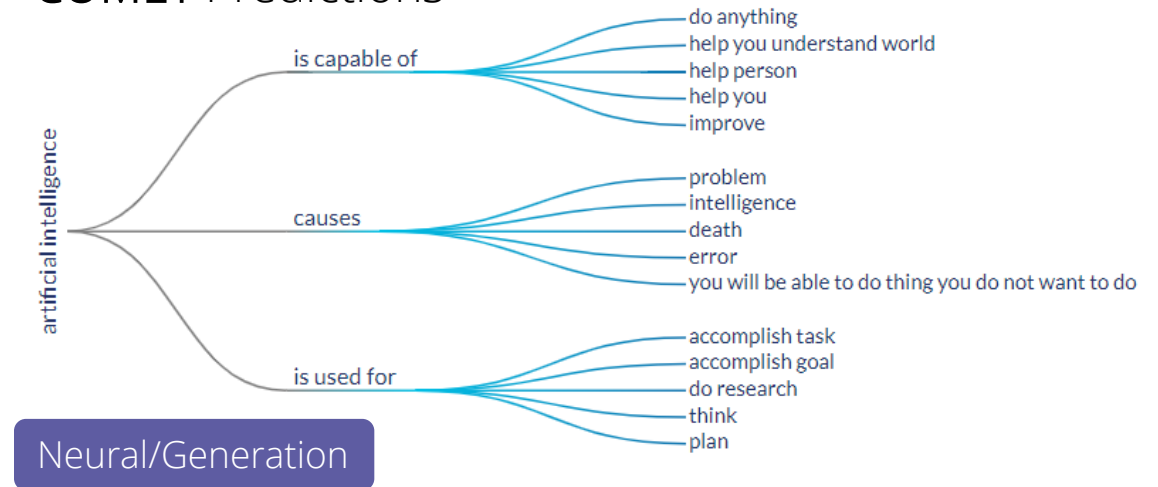 COMET Predictions
artificial intelligence
is capable of
do anything
help you understand world
help person
help you
improve
causes
problem
intelligence
death
error
you will be able to do thing you do not want to do
is used for
accomplish task
accomplish goal
do research
think
plan
Neural/Generation